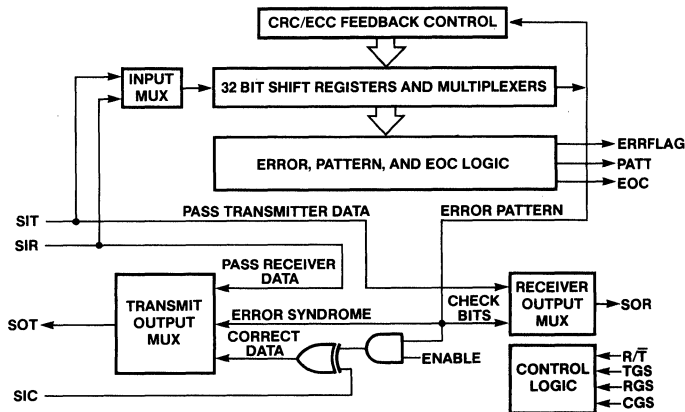 CRC/ECC FEEDBACK CONTROL
INPUT
MUX
32 BIT SHIFT REGISTERS AND MULTIPLEXERS
ERROR, PATTERN, AND EOC LOGIC
ERRFLAG
PATT
EOC
SIT
PASS TRANSMITTER DATA
ERROR PATTERN
SIR
PASS RECEIVER
DATA
TRANSMIT
OUTPUT
MUX
RECEIVER
OUTPUT
MUX
SOR
SOT
ERROR SYNDROME
CHECK
BITS
CORRECT
DATA
ENABLE
SIC
CONTROL
LOGIC
R/T̅
TGS
RGS
CGS